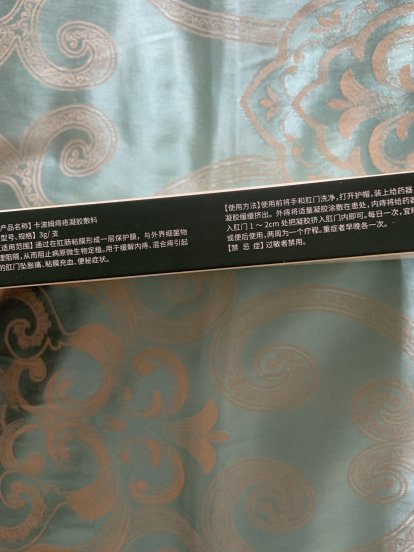 产品名称】卡波姆痔疮凝胶敷料
型号、规格】3g/支
适用范围】通过在肛肠粘膜形成一层保护膜，与外界细菌物
理阻隔，从而阻止病原微生物定植。用于缓解内痔、混合痔引起
的肛门坠胀痛、粘膜充血、便秘症状。
【使用方法】使用前将手和肛门洗净，打开护帽，装上给药器
凝胶缓缓挤出。外痔将适量凝胶涂敷在患处，内痔将给药器
入肛门1～2cm处把凝胶挤入肛门内即可。每日一次，宜
或便后使用，两周为一个疗程。重症者早晚各一次。
【禁 忌 症】过敏者禁用。